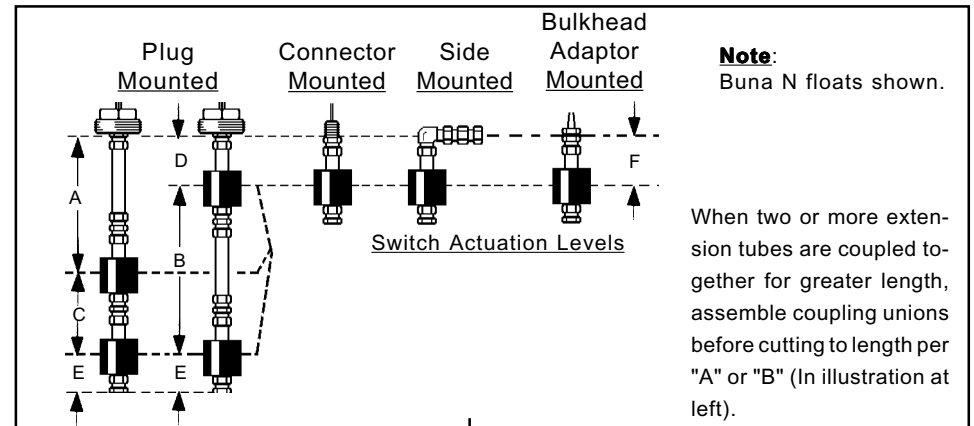 Plug
Mounted
Connector
Mounted
Side
Mounted
Bulkhead
Adaptor
Mounted
Note:
Buna N floats shown.
A
D
B
C
E
E
F
Switch Actuation Levels
When two or more exten-
sion tubes are coupled to-
gether for greater length,
assemble coupling unions
before cutting to length per
"A" or "B" (In illustration at
left).